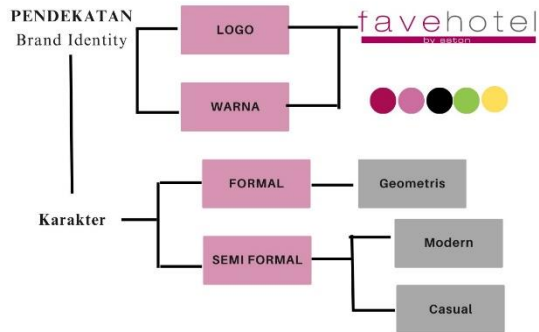 PENDEKATAN
Brand Identity
LOGO
favehotel
by aston
WARNA
Karakter
FORMAL
Geometris
SEMI FORMAL
Modern
Casual